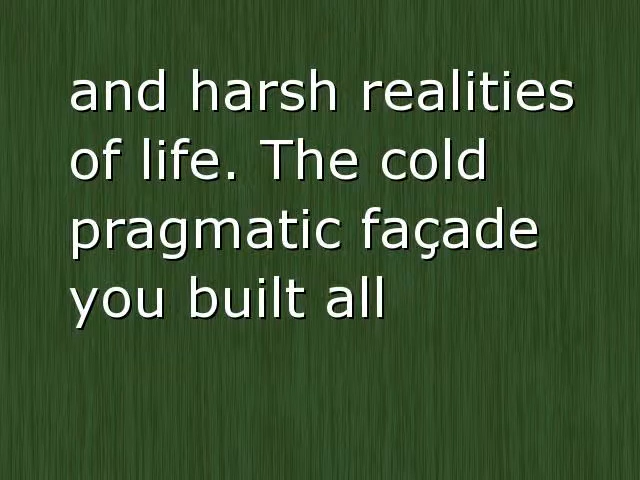 and harsh realities
of life. The cold
pragmatic façade
you built all